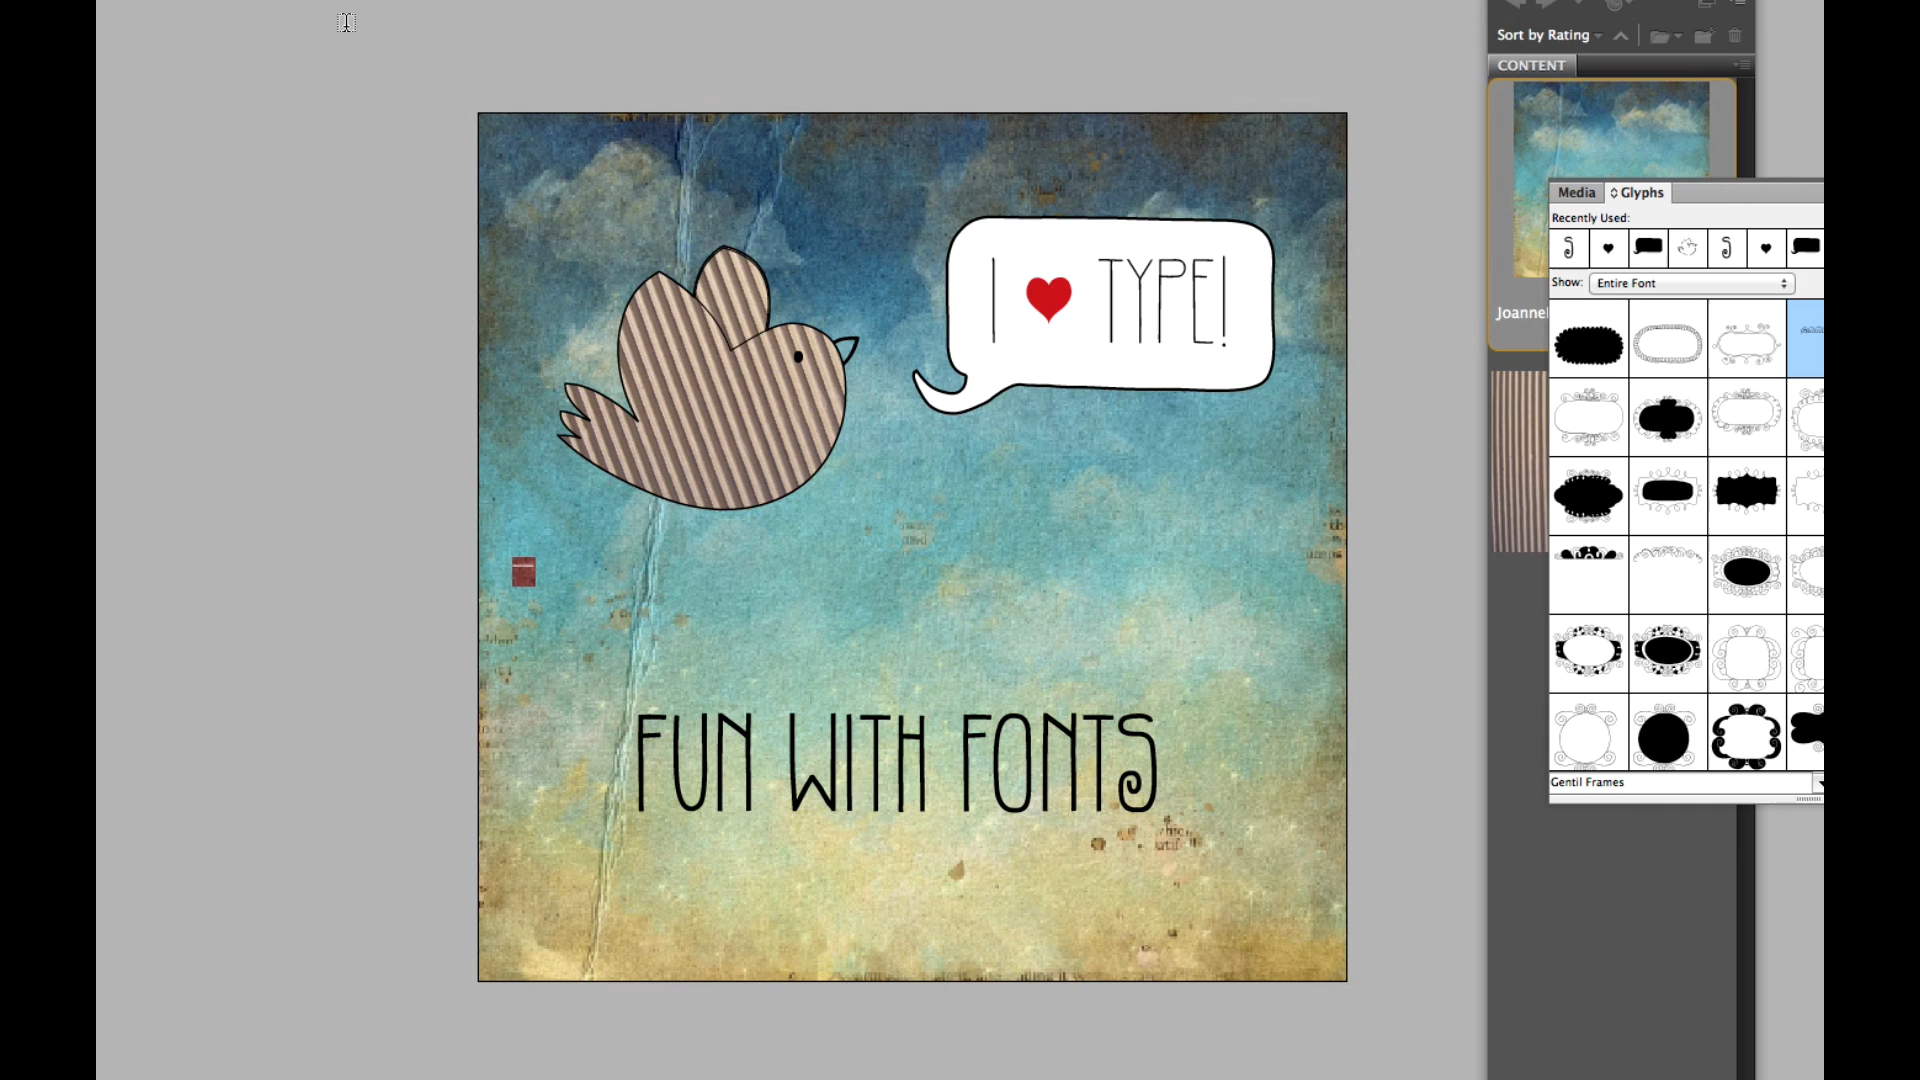 Sort by Rating
CONTENT
Media
Glyphs
Recently Used:
Show: Entire Font
Joanne
I ♥ TYPE!
FUN WITH FONTS
Gentil Frames